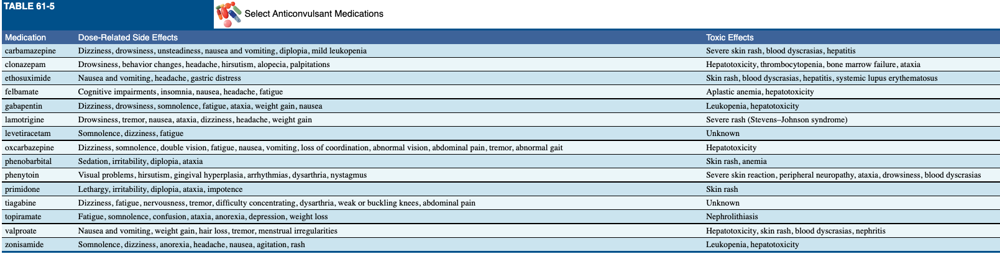 TABLE 61-5 Select Anticonvulsant Medications
Medication Dose-Related Side Effects Toxic Effects
carbamazepine Dizziness, drowsiness, unsteadiness, nausea and vomiting, diplopia, mild leukopenia Severe skin rash, blood dyscrasias, hepatitis
clonazepam Drowsiness, behavior changes, headache, hirsutism, alopecia, palpitations Hepatotoxicity, thrombocytopenia, bone marrow failure, ataxia
ethosuximide Nausea and vomiting, headache, gastric distress Skin rash, blood dyscrasias, hepatitis, systemic lupus erythematosus
felbamate Cognitive impairments, insomnia, nausea, headache, fatigue Aplastic anemia, hepatotoxicity
gabapentin Dizziness, drowsiness, somnolence, fatigue, ataxia, weight gain, nausea Leukopenia, hepatotoxicity
lamotrigine Drowsiness, tremor, nausea, ataxia, dizziness, headache, weight gain Severe rash (Stevens–Johnson syndrome)
levetiracetam Somnolence, dizziness, fatigue Unknown
oxcarbazepine Dizziness, somnolence, double vision, fatigue, nausea, vomiting, loss of coordination, abnormal vision, abdominal pain, tremor, abnormal gait Hepatotoxicity
phenobarbital Sedation, irritability, diplopia, ataxia Skin rash, anemia
phenytoin Visual problems, hirsutism, gingival hyperplasia, arrhythmias, dysarthria, nystagmus Severe skin reaction, peripheral neuropathy, ataxia, drowsiness, blood dyscrasias
primidone Lethargy, irritability, diplopia, ataxia, impotence Skin rash
tiagabine Dizziness, fatigue, nervousness, tremor, difficulty concentrating, dysarthria, weak or buckling knees, abdominal pain Unknown
topiramate Fatigue, somnolence, confusion, ataxia, anorexia, depression, weight loss Nephrolithiasis
valproate Nausea and vomiting, weight gain, hair loss, tremor, menstrual irregularities Hepatotoxicity, skin rash, blood dyscrasias, nephritis
zonisamide Somnolence, dizziness, anorexia, headache, nausea, agitation, rash Leukopenia, hepatotoxicity